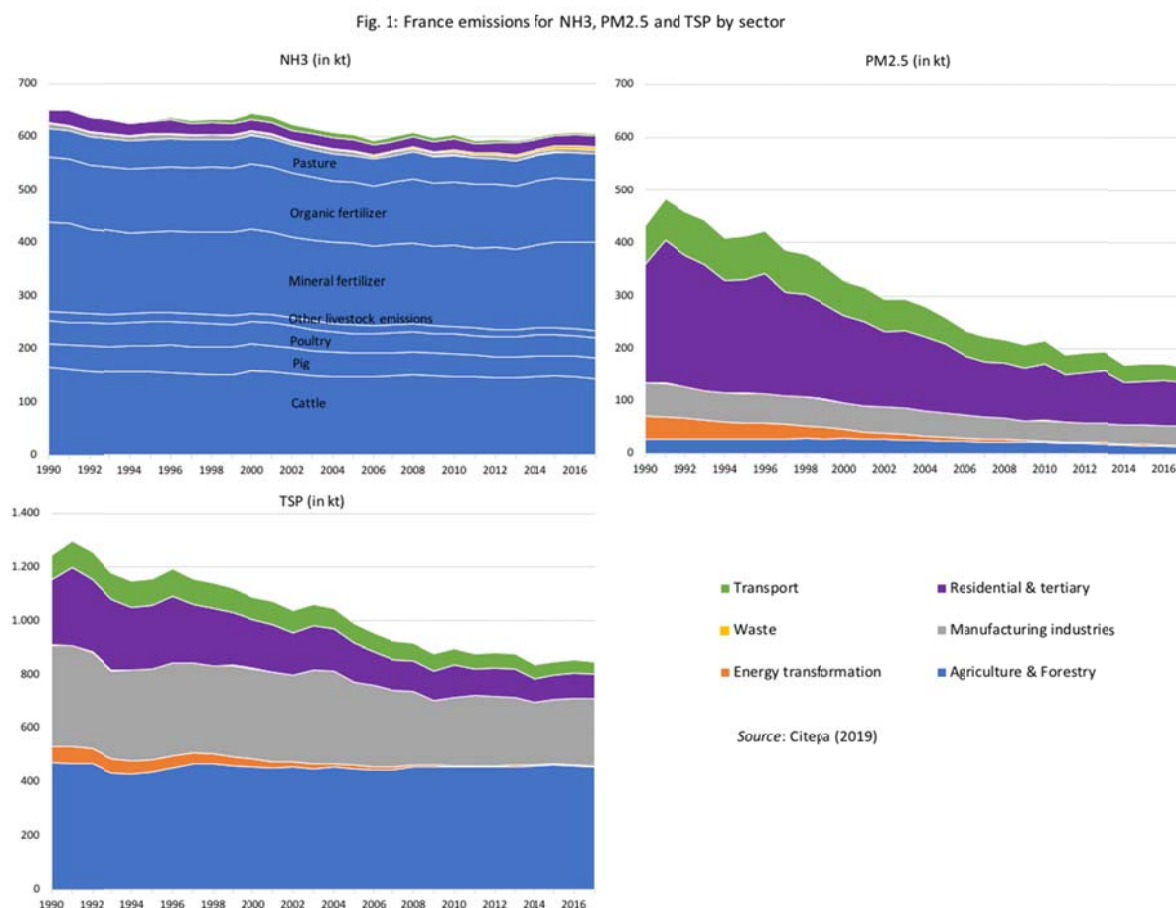 Fig. 1: France emissions for NH3, PM2.5 and TSP by sector
NH3 (in kt)
700
600
500
400
300
200
100
0
Pasture
Organic fertilizer
Mineral fertilizer
Other livestock emissions
Poultry
Pig
Cattle
1990 1992 1994 1996 1998 2000 2002 2004 2006 2008 2010 2012 2014 2016
PM2.5 (in kt)
700
600
500
400
300
200
100
0
1990 1992 1994 1996 1998 2000 2002 2004 2006 2008 2010 2012 2014 2016
TSP (in kt)
1.400
1.200
1.000
800
600
400
200
0
1990 1992 1994 1996 1998 2000 2002 2004 2006 2008 2010 2012 2014 2016
Transport
Residential & tertiary
Waste
Manufacturing industries
Energy transformation
Agriculture & Forestry
Source: Citepa (2019)